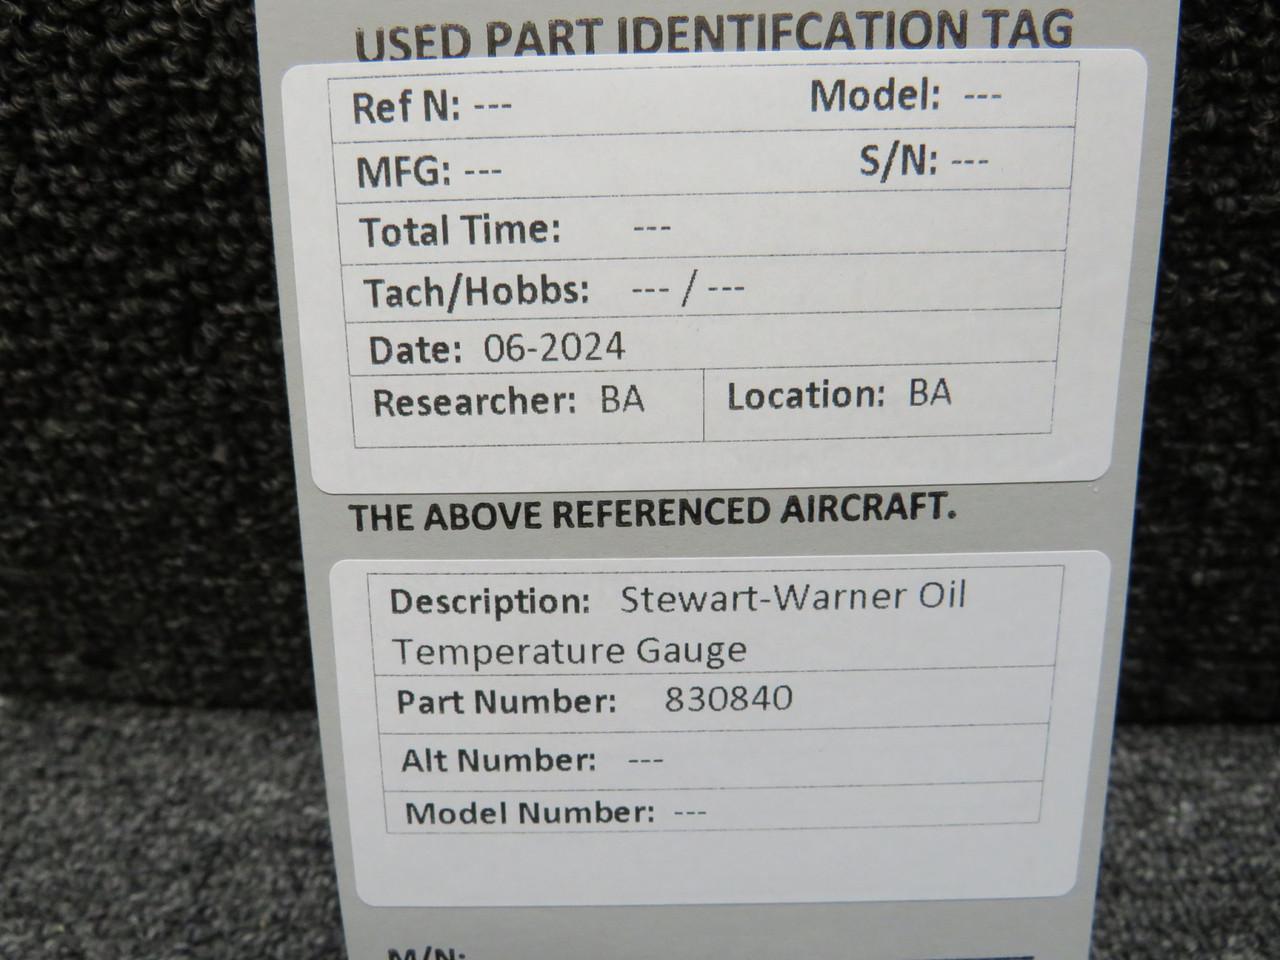 USED PART IDENTIFCATION TAG
Ref N: --- Model: ---
MFG: --- S/N: ---
Total Time: ---
Tach/Hobbs: --- / ---
Date: 06-2024
Researcher: BA Location: BA
THE ABOVE REFERENCED AIRCRAFT.
Description: Stewart-Warner Oil
Temperature Gauge
Part Number: 830840
Alt Number: ---
Model Number: ---
M/N: